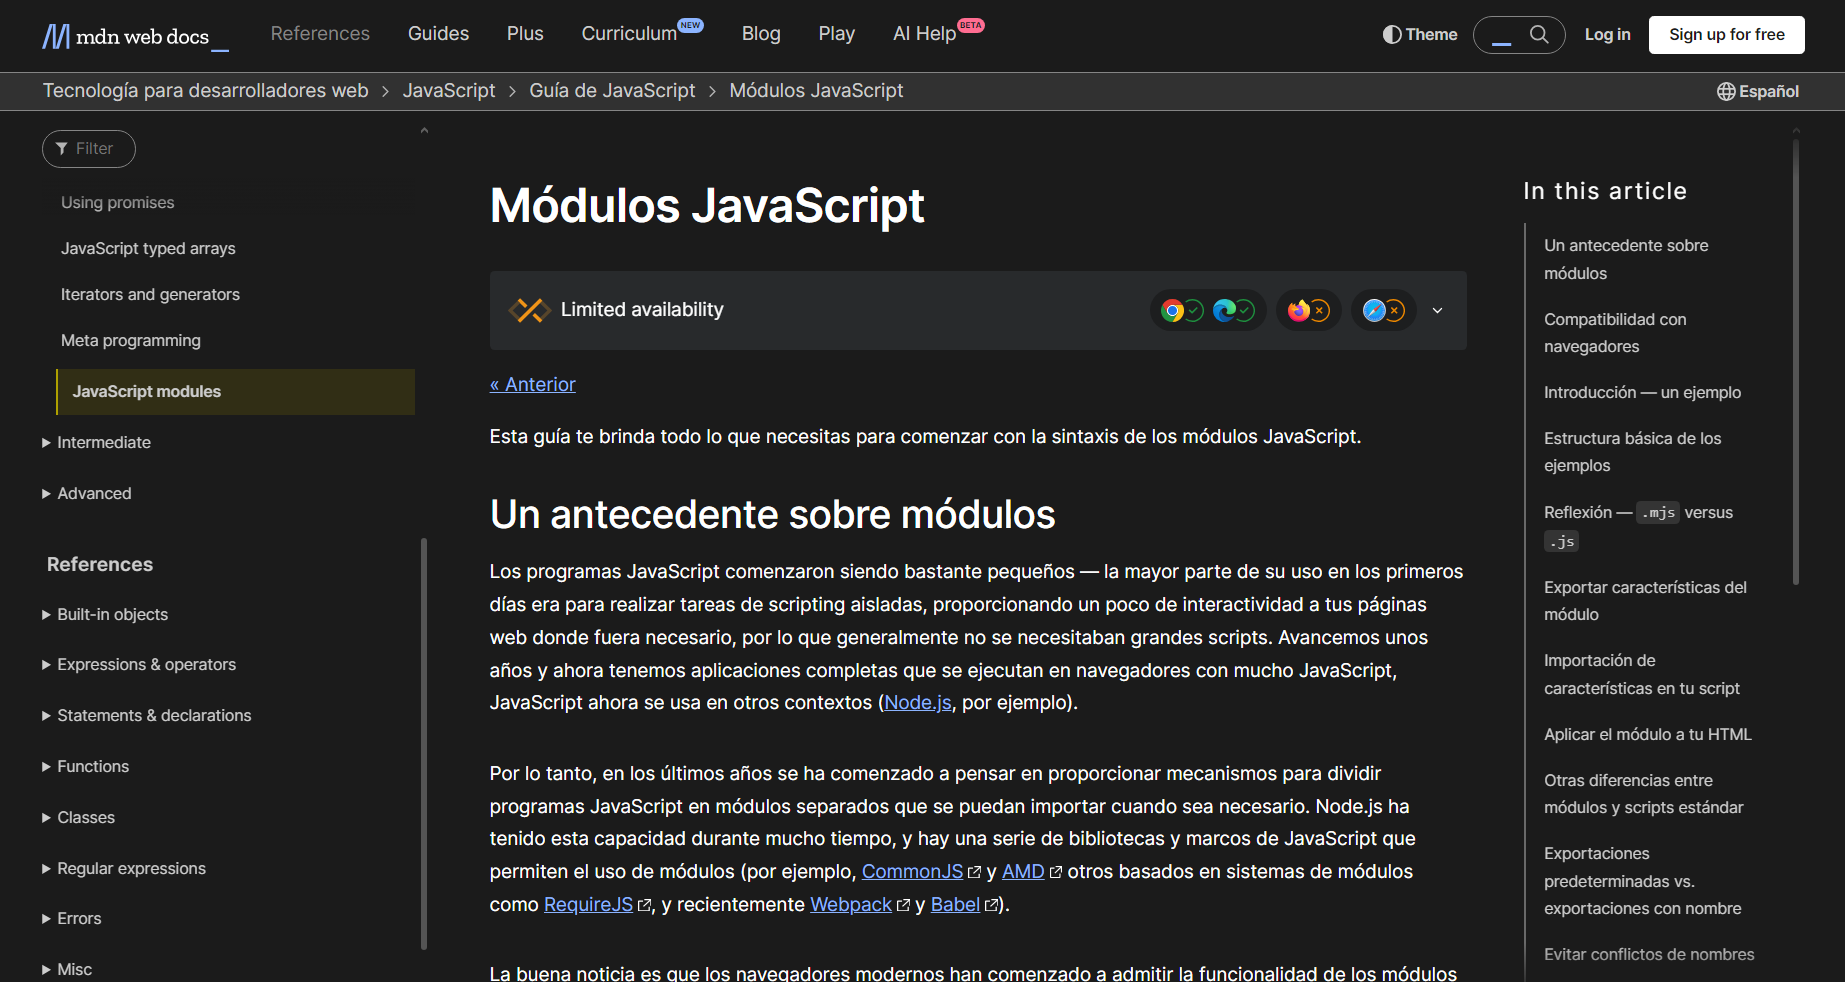 mdn web docs_
References
Guides
Plus
Curriculum NEW
Blog
Play
AI Help BETA
Theme
Log in
Sign up for free
Tecnología para desarrolladores web > JavaScript > Guía de JavaScript > Módulos JavaScript
Español
Filter
Using promises
JavaScript typed arrays
Iterators and generators
Meta programming
JavaScript modules
Intermediate
Advanced
References
Built-in objects
Expressions & operators
Statements & declarations
Functions
Classes
Regular expressions
Errors
Misc
Módulos JavaScript
Limited availability
« Anterior
Esta guía te brinda todo lo que necesitas para comenzar con la sintaxis de los módulos JavaScript.
Un antecedente sobre módulos
Los programas JavaScript comenzaron siendo bastante pequeños — la mayor parte de su uso en los primeros
días era para realizar tareas de scripting aisladas, proporcionando un poco de interactividad a tus páginas
web donde fuera necesario, por lo que generalmente no se necesitaban grandes scripts. Avancemos unos
años y ahora tenemos aplicaciones completas que se ejecutan en navegadores con mucho JavaScript,
JavaScript ahora se usa en otros contextos (Node.js, por ejemplo).
Por lo tanto, en los últimos años se ha comenzado a pensar en proporcionar mecanismos para dividir
programas JavaScript en módulos separados que se puedan importar cuando sea necesario. Node.js ha
tenido esta capacidad durante mucho tiempo, y hay una serie de bibliotecas y marcos de JavaScript que
permiten el uso de módulos (por ejemplo, CommonJS y AMD otros basados en sistemas de módulos
como RequireJS, y recientemente Webpack y Babel).
La buena noticia es que los navegadores modernos han comenzado a admitir la funcionalidad de los módulos
In this article
Un antecedente sobre
módulos
Compatibilidad con
navegadores
Introducción — un ejemplo
Estructura básica de los
ejemplos
Reflexión — .mjs versus
.js
Exportar características del
módulo
Importación de
características en tu script
Aplicar el módulo a tu HTML
Otras diferencias entre
módulos y scripts estándar
Exportaciones
predeterminadas vs.
exportaciones con nombre
Evitar conflictos de nombres